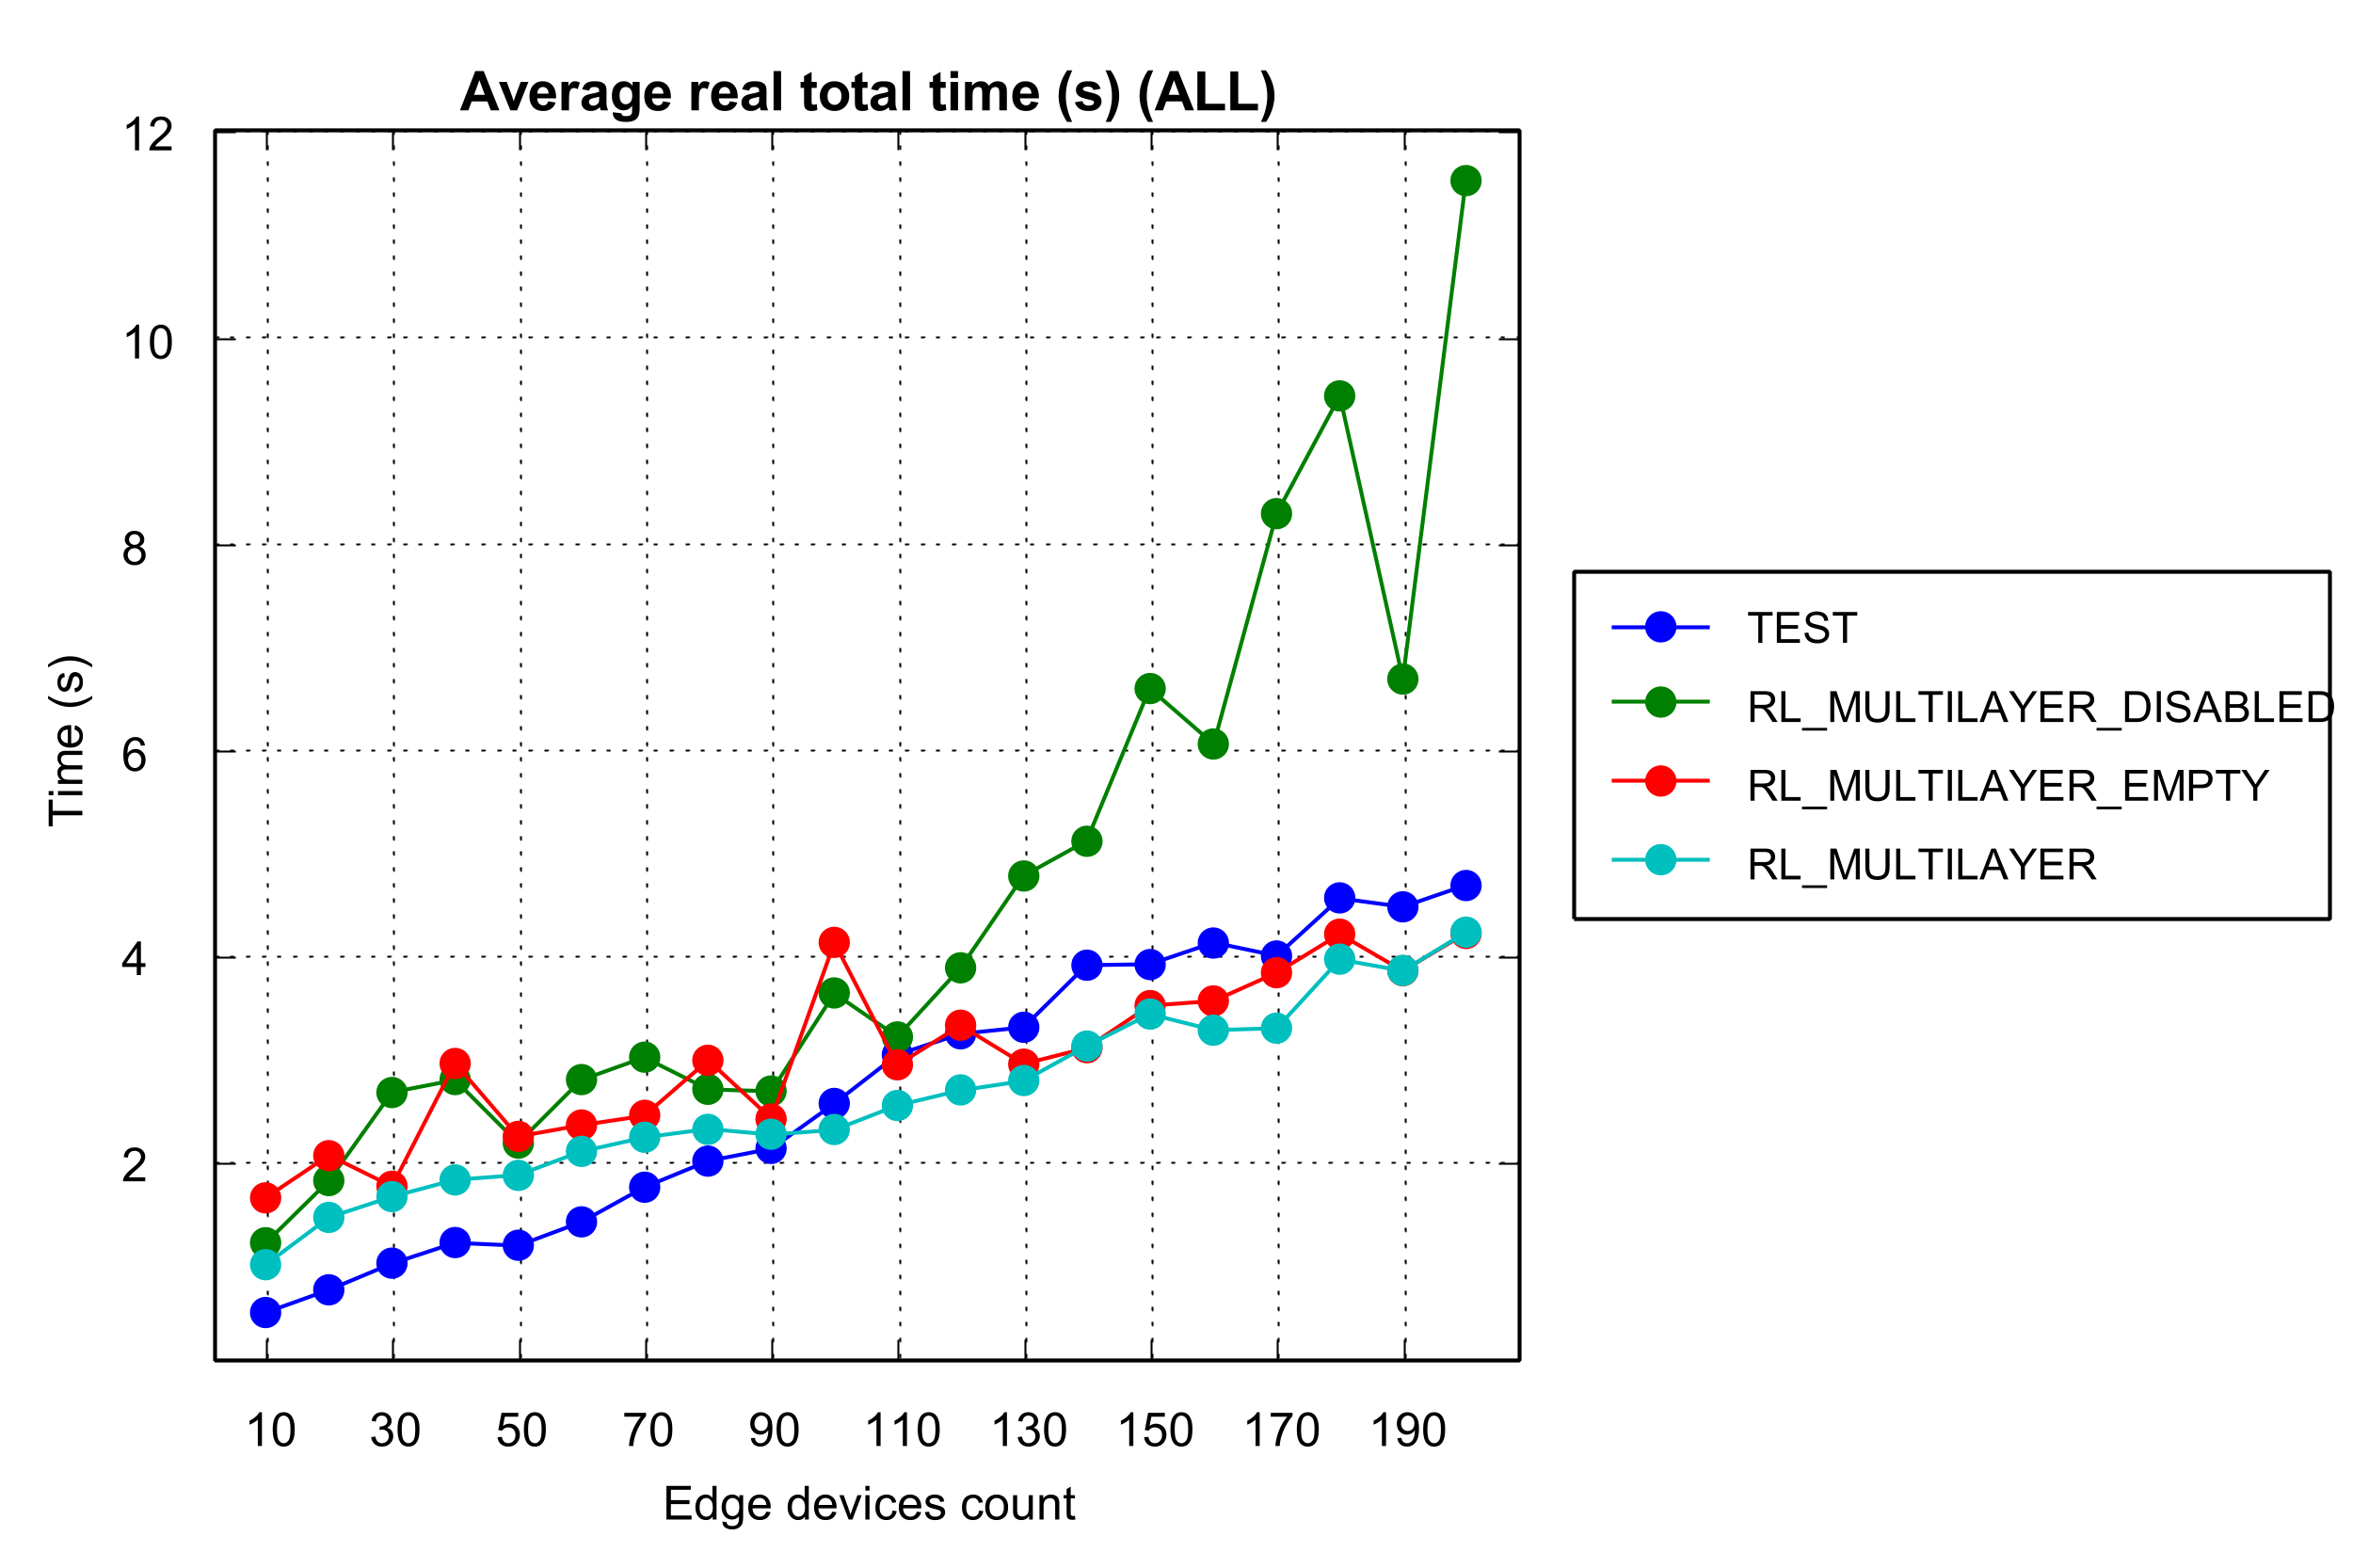 Average real total time (s) (ALL)
12
10
8
6
4
2
Time (s)
10 30 50 70 90 110 130 150 170 190
Edge devices count
TEST
RL_MULTILAYER_DISABLED
RL_MULTILAYER_EMPTY
RL_MULTILAYER